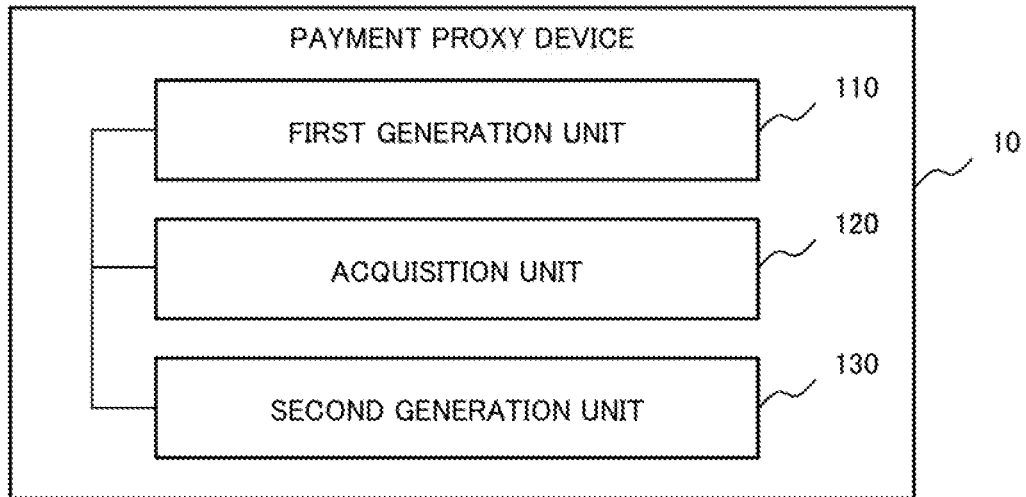 PAYMENT PROXY DEVICE
FIRST GENERATION UNIT
110
10
ACQUISITION UNIT
120
SECOND GENERATION UNIT
130